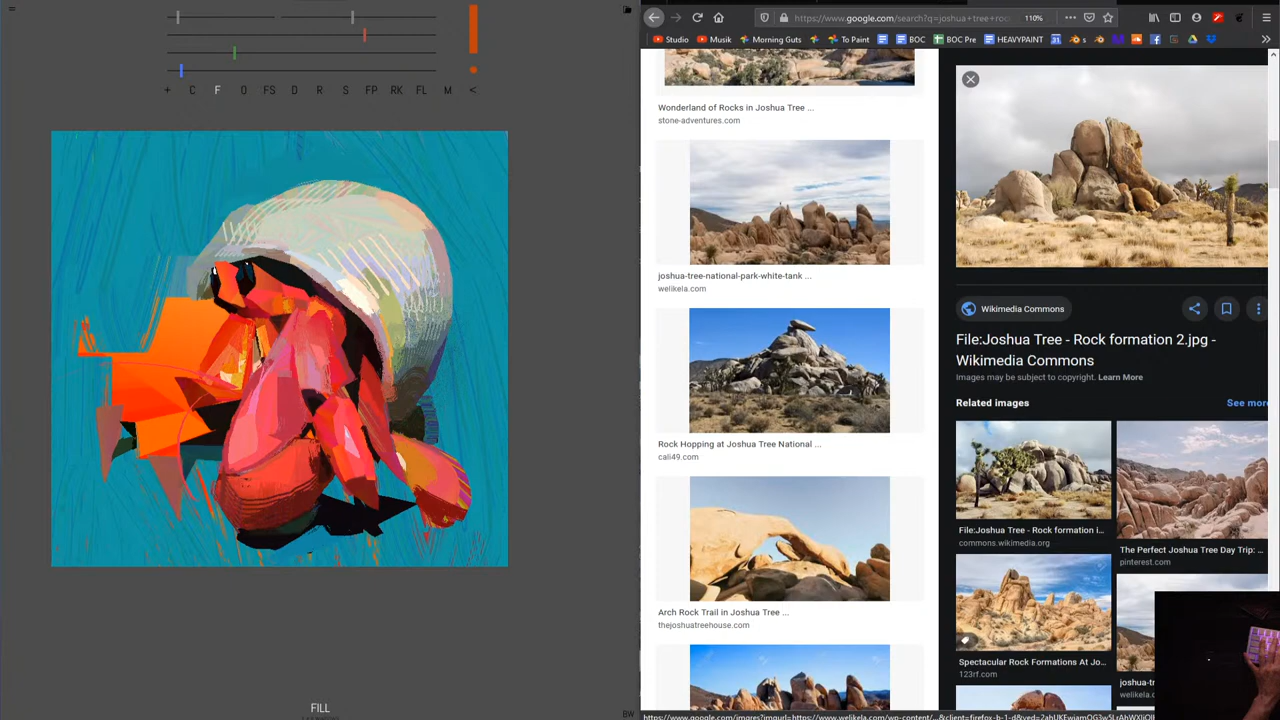 + C F O FS D R S FP RK FL M <
FILL
BW
https://www.google.com/search?q=joshua+tree+ro
110%
Studio
Musik
Morning Guts
To Paint
BOC
BOC Pre
HEAVYPAINT
Wonderland of Rocks in Joshua Tree ...
stone-adventures.com
joshua-tree-national-park-white-tank ...
welikela.com
Rock Hopping at Joshua Tree National ...
cali49.com
Arch Rock Trail in Joshua Tree ...
thejoshuatreehouse.com
Wikimedia Commons
File:Joshua Tree - Rock formation 2.jpg -
Wikimedia Commons
Images may be subject to copyright. Learn More
Related images
See more
File:Joshua Tree - Rock formation i...
commons.wikimedia.org
The Perfect Joshua Tree Day Trip: ...
pinterest.com
Spectacular Rock Formations At Jo...
123rf.com
joshua-tr
welikela.c